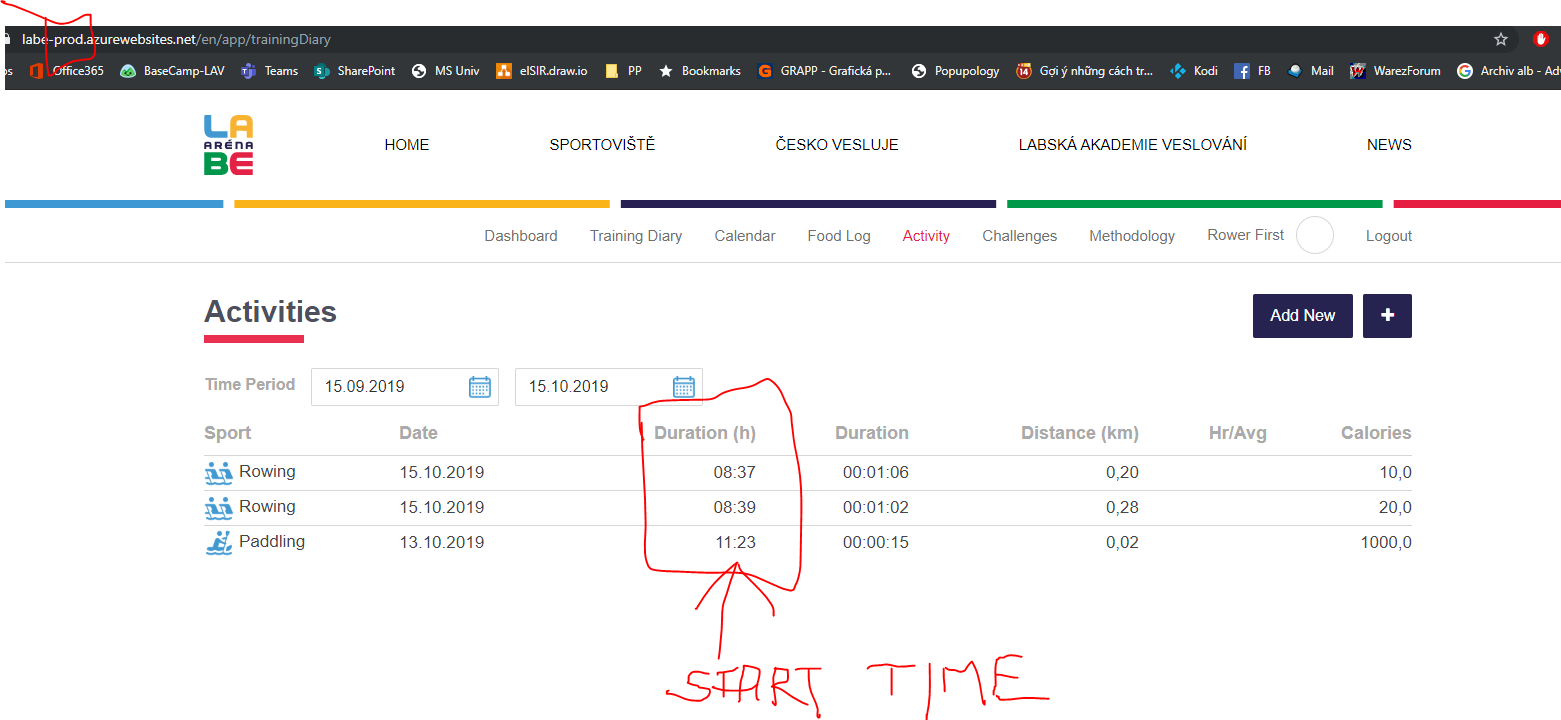 labe-prod.azurewebsites.net/en/app/trainingDiary
os Office365 BaseCamp-LAV Teams SharePoint MS Univ elSIR.draw.io PP Bookmarks GRAPP - Grafická p... Popupology Gợi ý những cách tr... Kodi FB Mail WarezForum Archiv alb - Adv
LA
ARÉNA
BE
HOME SPORTOVIŠTĚ ČESKO VESLUJE LABSKÁ AKADEMIE VESLOVÁNÍ NEWS
Dashboard Training Diary Calendar Food Log Activity Challenges Methodology Rower First Logout
Activities
Add New +
Time Period 15.09.2019 15.10.2019
Sport Date Duration (h) Duration Distance (km) Hr/Avg Calories
Rowing 15.10.2019 08:37 00:01:06 0,20 10,0
Rowing 15.10.2019 08:39 00:01:02 0,28 20,0
Paddling 13.10.2019 11:23 00:00:15 0,02 1000,0
START TIME